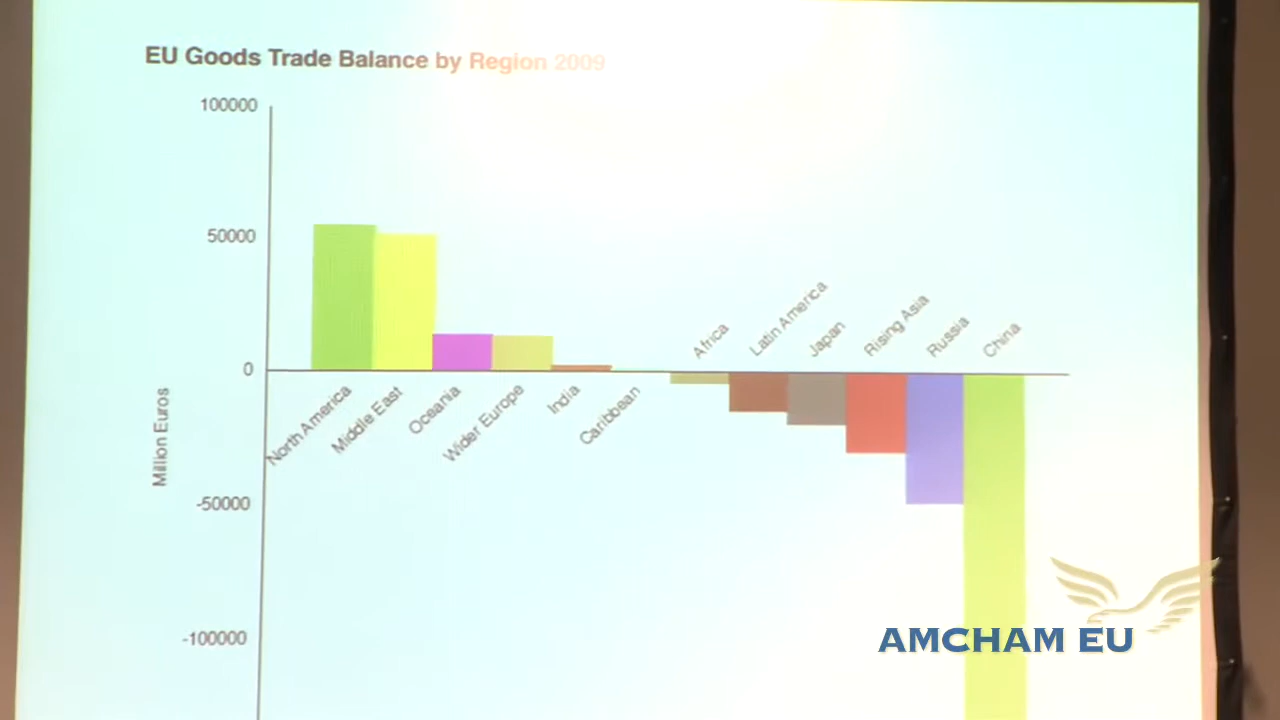 EU Goods Trade Balance by Region 2009
100000
50000
0
-50000
-100000
Million Euros
North America
Middle East
Oceania
Wider Europe
India
Caribbean
Africa
Latin America
Japan
Rising Asia
Russia
China
AMCHAM EU